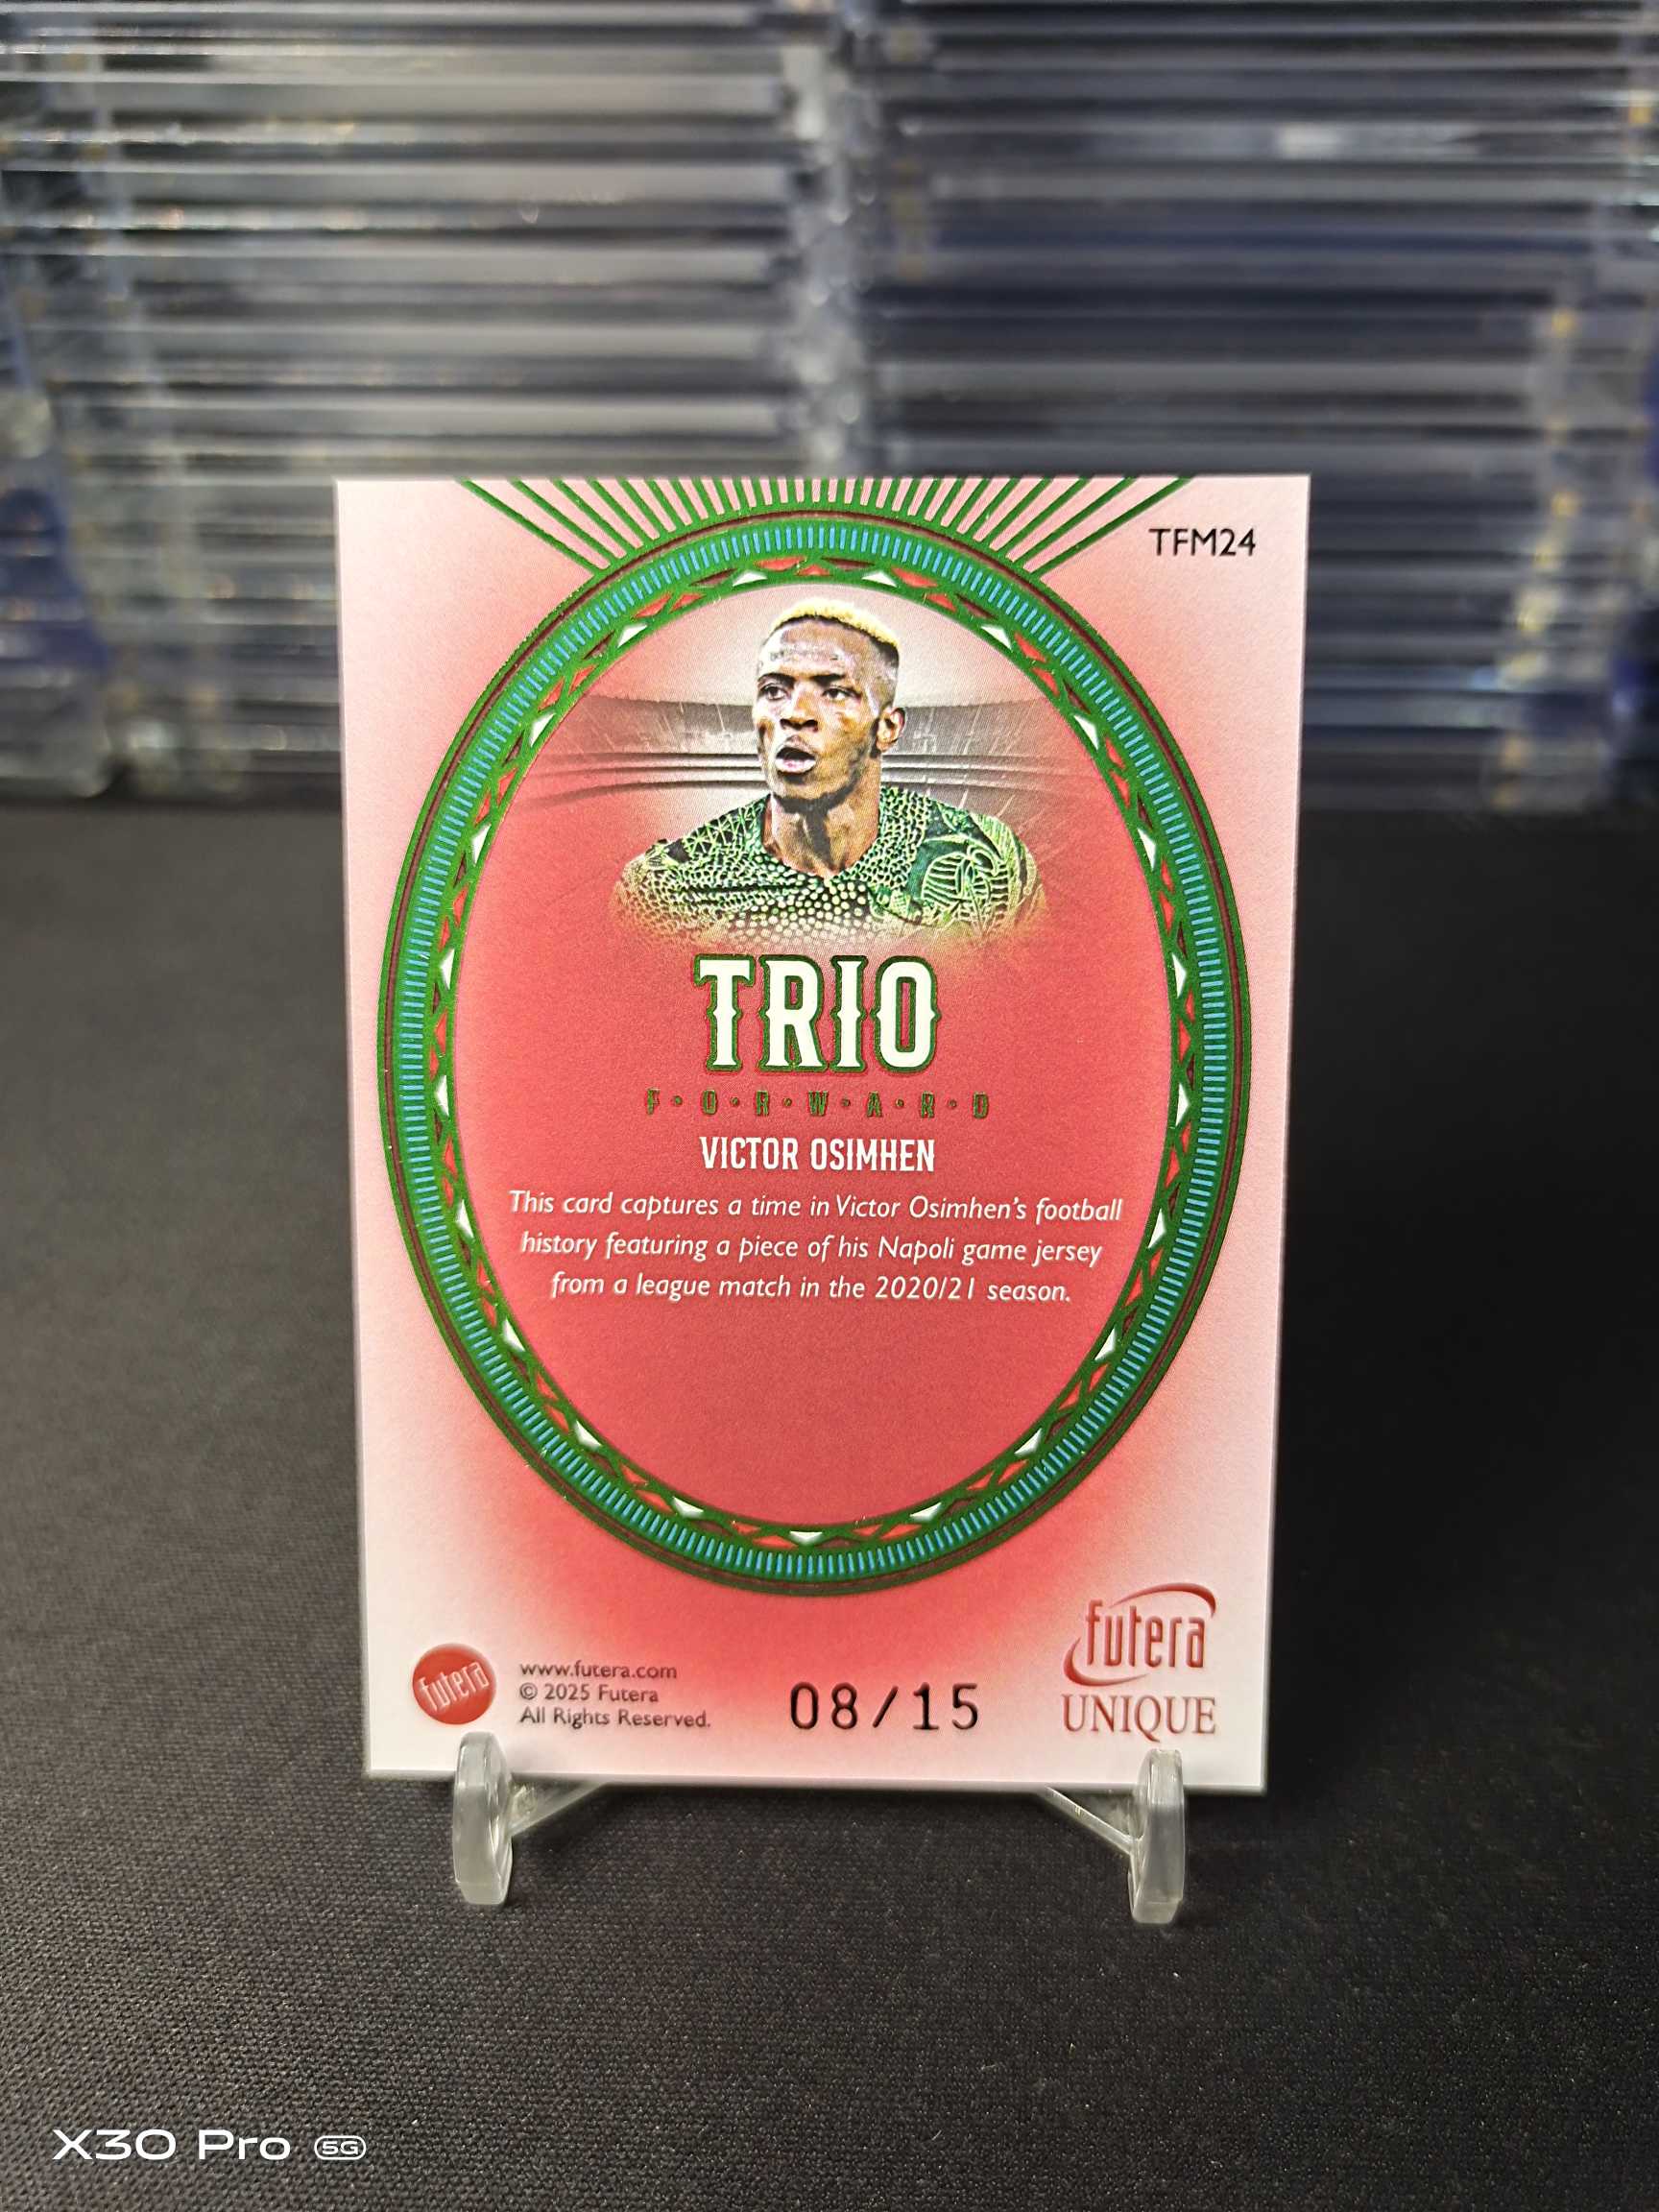 TFM24
TRIO
F·O·R·W·A·R·D
VICTOR OSIMHEN
This card captures a time in Victor Osimhen's football
history featuring a piece of his Napoli game jersey
from a league match in the 2020/21 season.
futera
www.futera.com
© 2025 Futera
All Rights Reserved.
08/15
futera
UNIQUE
X30 Pro 5G